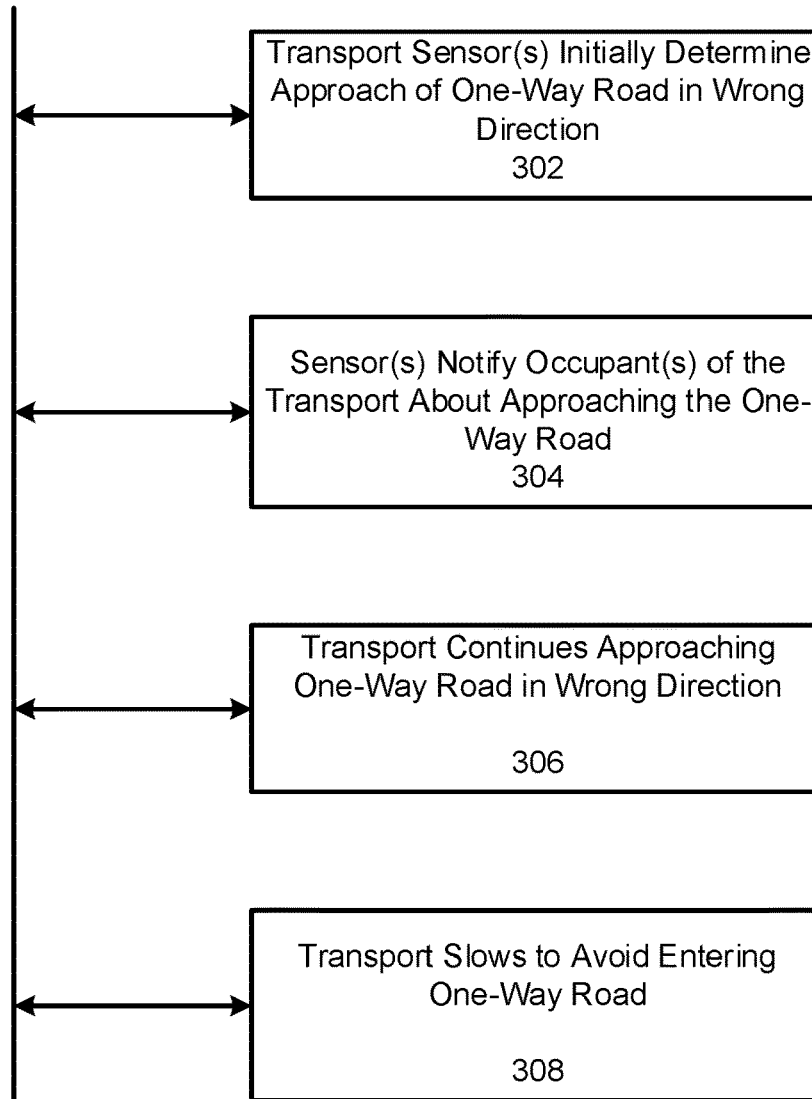 Transport Sensor(s) Initially Determine
Approach of One-Way Road in Wrong
Direction
302
Sensor(s) Notify Occupant(s) of the
Transport About Approaching the One-
Way Road
304
Transport Continues Approaching
One-Way Road in Wrong Direction
306
Transport Slows to Avoid Entering
One-Way Road
308